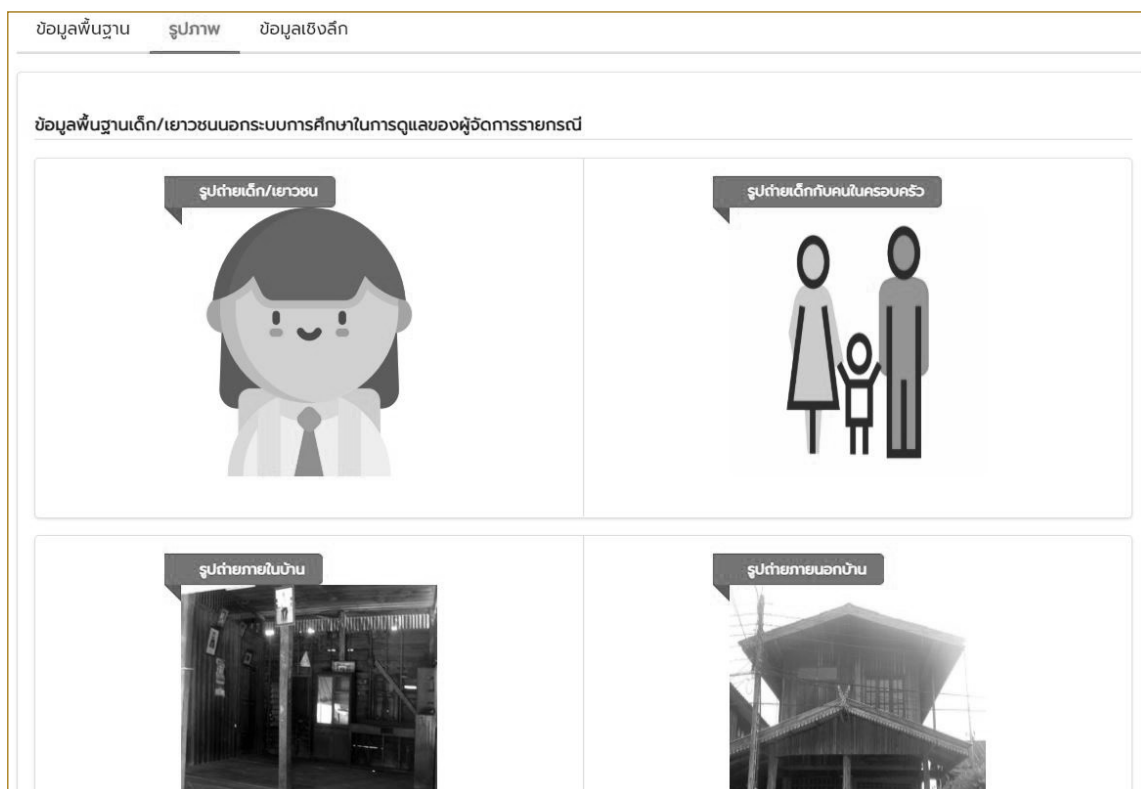 ข้อมูลพื้นฐาน รูปภาพ ข้อมูลเชิงลึก
ข้อมูลพื้นฐานเด็ก/เยาวชนนอกระบบการศึกษาในการดูแลของผู้จัดการรายกรณี
รูปถ่ายเด็ก/เยาวชน รูปถ่ายเด็กกับคนในครอบครัว
รูปถ่ายภายในบ้าน รูปถ่ายภายนอกบ้าน